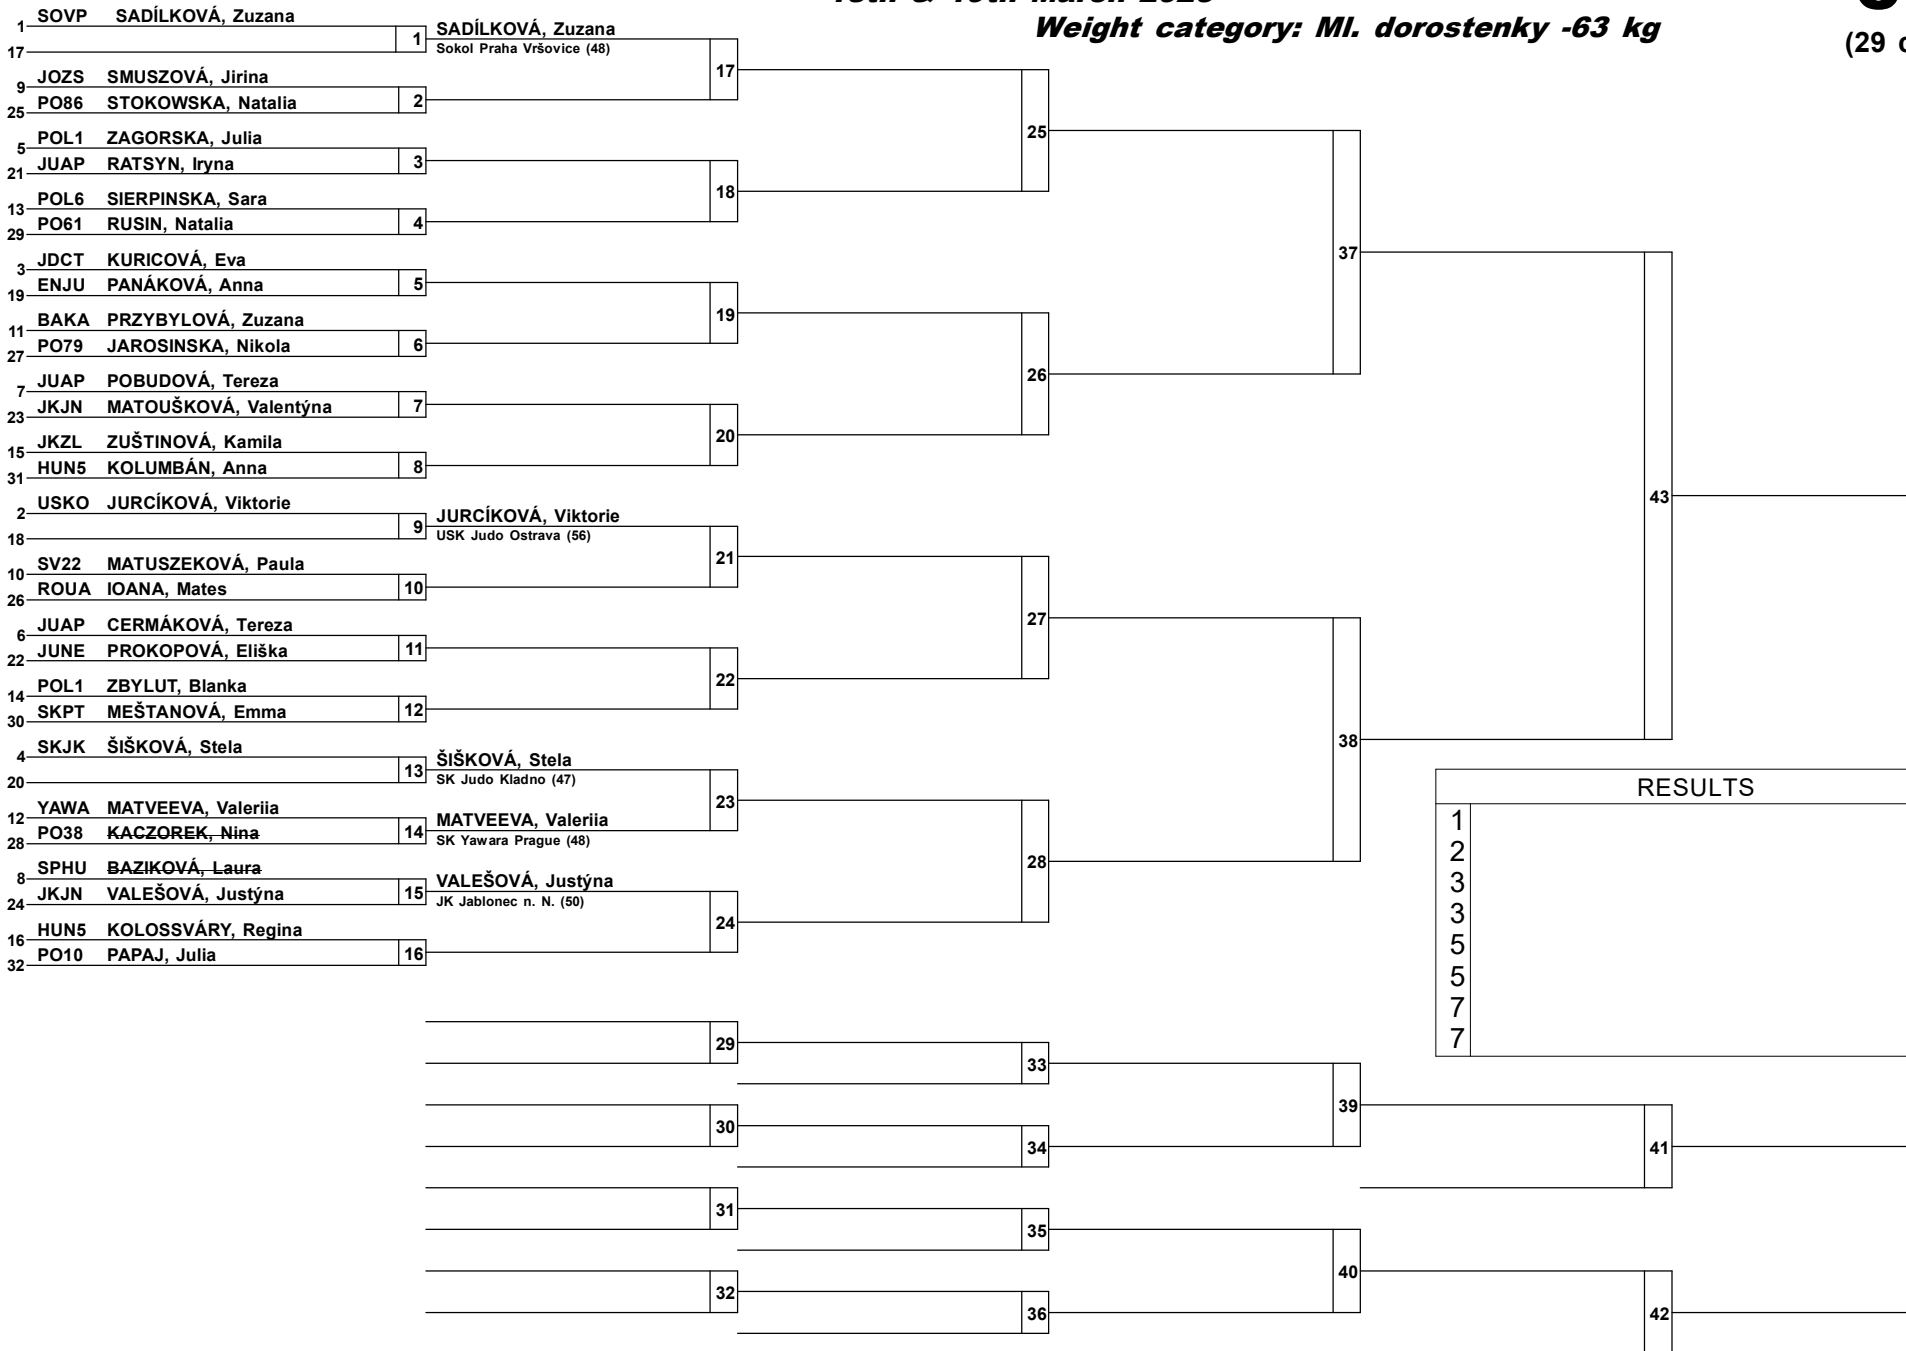 Weight category: Ml. dorostenky -63 kg
(29
1 SOVP SADÍLKOVÁ, Zuzana
17
1
SADÍLKOVÁ, Zuzana
Sokol Praha Vršovice (48)
9 JOZS SMUSZOVÁ, Jirina
25 PO86 STOKOWSKA, Natalia
2
17
5 POL1 ZAGORSKA, Julia
21 JUAP RATSYN, Iryna
3
13 POL6 SIERPINSKA, Sara
29 PO61 RUSIN, Natalia
4
18
25
3 JDCT KURICOVÁ, Eva
19 ENJU PANÁKOVÁ, Anna
5
11 BAKA PRZYBYLOVÁ, Zuzana
27 PO79 JAROSINSKA, Nikola
6
19
7 JUAP POBUDOVÁ, Tereza
23 JKJN MATOUŠKOVÁ, Valentýna
7
15 JKZL ZUŠTINOVÁ, Kamila
31 HUN5 KOLUMBÁN, Anna
8
20
26
37
2 USKO JURCÍKOVÁ, Viktorie
18
9
JURCÍKOVÁ, Viktorie
USK Judo Ostrava (56)
10 SV22 MATUSZEKOVÁ, Paula
26 ROUA IOANA, Mates
10
21
6 JUAP CERMÁKOVÁ, Tereza
22 JUNE PROKOPOVÁ, Eliška
11
14 POL1 ZBYLUT, Blanka
30 SKPT MEŠTANOVÁ, Emma
12
22
27
4 SKJK ŠIŠKOVÁ, Stela
20
13
ŠIŠKOVÁ, Stela
SK Judo Kladno (47)
12 YAWA MATVEEVA, Valeriia
28 PO38 KACZOREK, Nina
14
MATVEEVA, Valeriia
SK Yawara Prague (48)
23
8 SPHU BAZIKOVÁ, Laura
24 JKJN VALEŠOVÁ, Justýna
15
VALEŠOVÁ, Justýna
JK Jablonec n. N. (50)
16 HUN5 KOLOSSVÁRY, Regina
32 PO10 PAPAJ, Julia
16
24
28
38
43
RESULTS
1
2
3
3
5
5
7
7
29
33
30
34
39
41
31
35
32
36
40
42